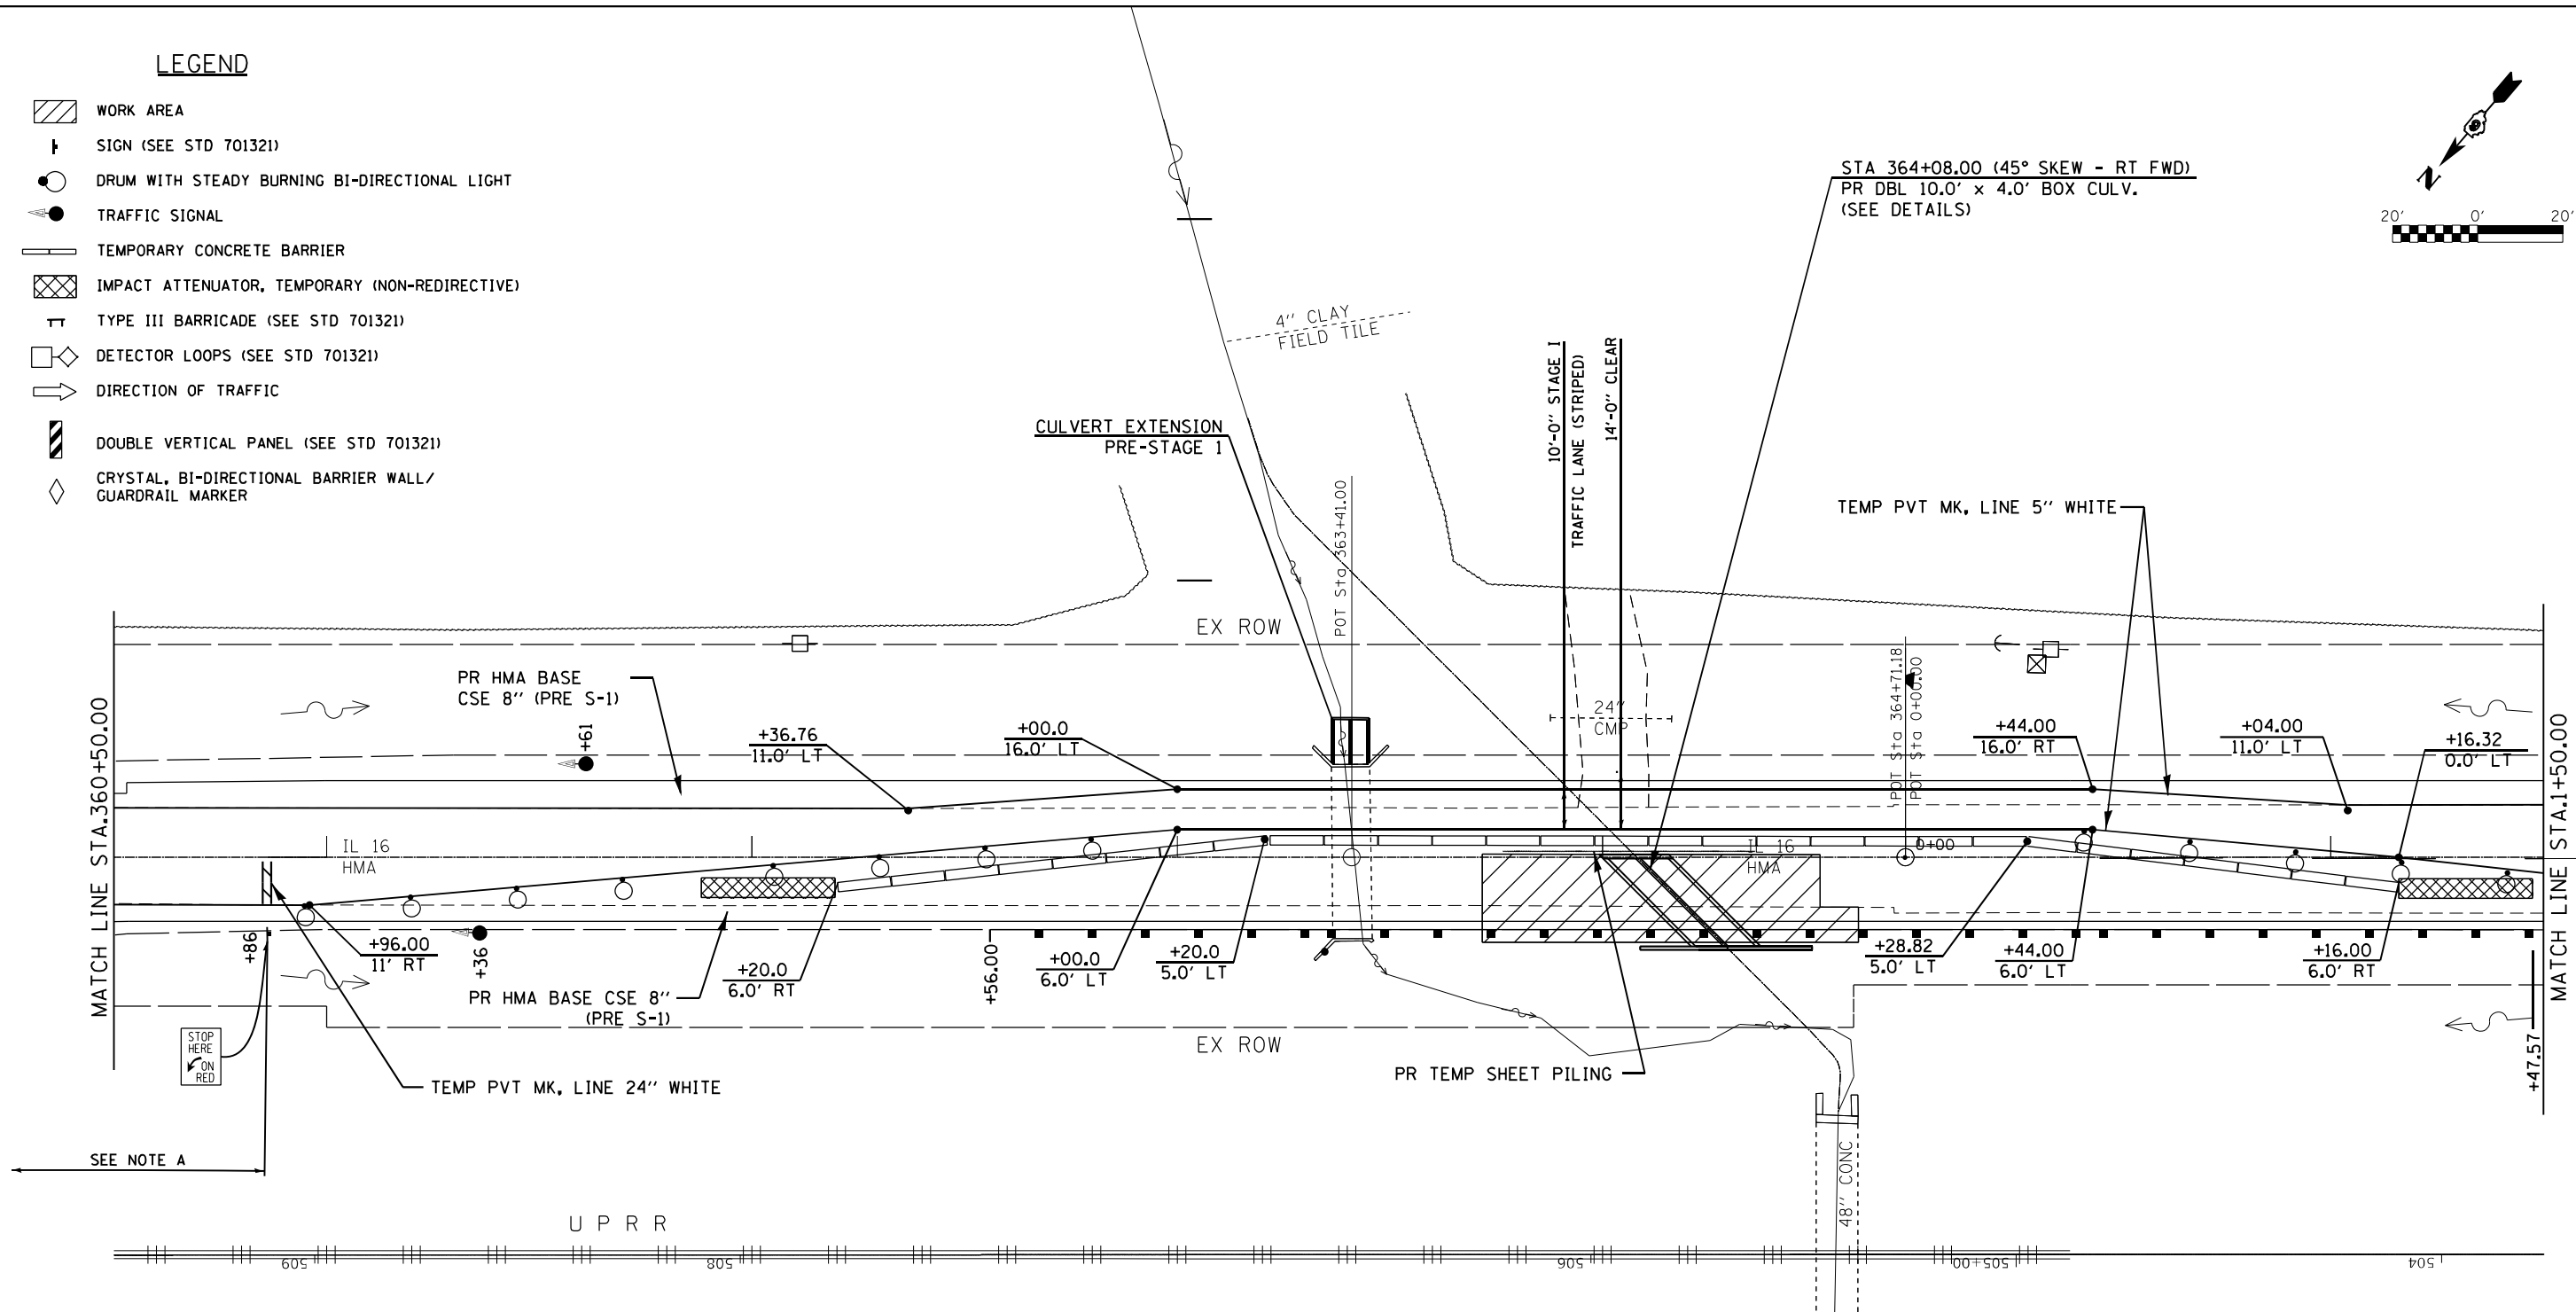 LEGEND
WORK AREA
SIGN (SEE STD 701321)
DRUM WITH STEADY BURNING BI-DIRECTIONAL LIGHT
TRAFFIC SIGNAL
TEMPORARY CONCRETE BARRIER
IMPACT ATTENUATOR, TEMPORARY (NON-REDIRECTIVE)
TYPE III BARRICADE (SEE STD 701321)
DETECTOR LOOPS (SEE STD 701321)
DIRECTION OF TRAFFIC
DOUBLE VERTICAL PANEL (SEE STD 701321)
CRYSTAL, BI-DIRECTIONAL BARRIER WALL/
GUARDRAIL MARKER
N
20' 0' 20'
STA 364+08.00 (45° SKEW - RT FWD)
PR DBL 10.0' x 4.0' BOX CULV.
(SEE DETAILS)
4" CLAY
FIELD TILE
10'-0" STAGE I
TRAFFIC LANE (STRIPED)
14'-0" CLEAR
CULVERT EXTENSION
PRE-STAGE 1
POT Sta 363+41.00
TEMP PVT MK, LINE 5" WHITE
EX ROW
PR HMA BASE
CSE 8" (PRE S-1)
MATCH LINE STA.360+50.00
+61
+36.76
11.0' LT
+00.0
16.0' LT
24"
CMP
POT Sta 364+71.18
POT Sta 0+00.00
+44.00
16.0' RT
+04.00
11.0' LT
+16.32
0.0' LT
MATCH LINE STA.1+50.00
IL 16
HMA
IL 16
HMA
0+00
+86
+96.00
11' RT
+36
+20.0
6.0' RT
+56.00
+00.0
6.0' LT
+20.0
5.0' LT
+28.82
5.0' LT
+44.00
6.0' LT
+16.00
6.0' RT
+47.57
PR HMA BASE CSE 8"
(PRE S-1)
EX ROW
STOP
HERE
ON
RED
TEMP PVT MK, LINE 24" WHITE
PR TEMP SHEET PILING
SEE NOTE A
48" CONC
U P R R
509
508
506
505+00
504